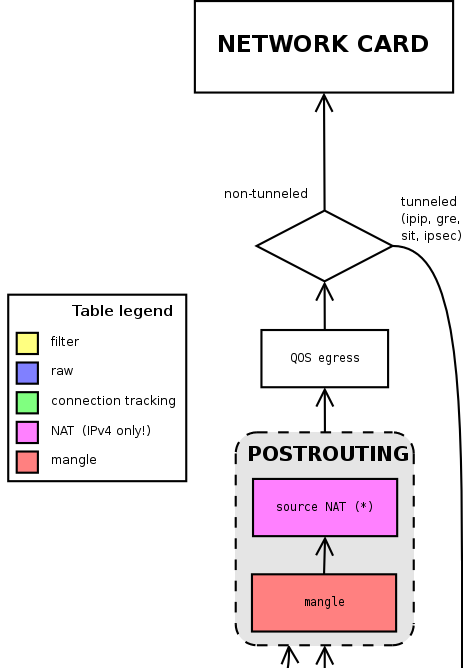 NETWORK CARD
non-tunneled
tunneled
(ipip, gre,
sit, ipsec)
Table legend
filter
raw
connection tracking
NAT (IPv4 only!)
mangle
QOS egress
POSTROUTING
source NAT (*)
mangle